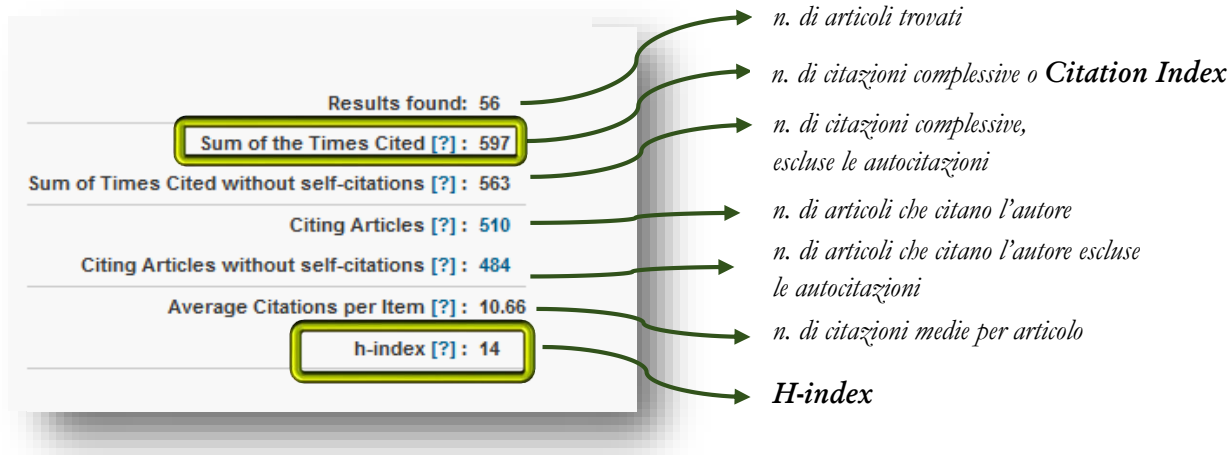 Results found: 56
Sum of the Times Cited [?] : 597
Sum of Times Cited without self-citations [?] : 563
Citing Articles [?] : 510
Citing Articles without self-citations [?] : 484
Average Citations per Item [?] : 10.66
h-index [?] : 14
n. di articoli trovati
n. di citazioni complessive o Citation Index
n. di citazioni complessive,
escluse le autocitazioni
n. di articoli che citano l’autore
n. di articoli che citano l’autore escluse
le autocitazioni
n. di citazioni medie per articolo
H-index